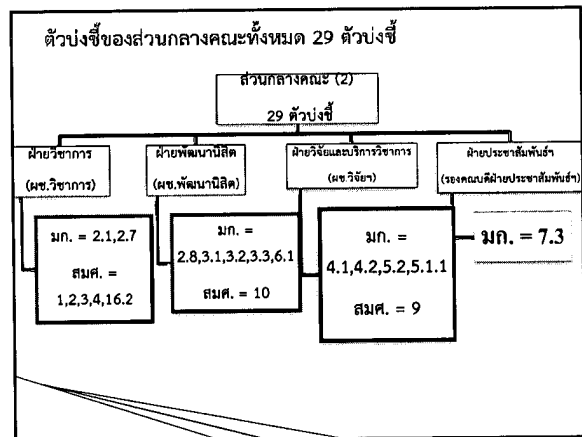 ตัวบ่งชี้ของส่วนกลางคณะทั้งหมด 29 ตัวบ่งชี้
ส่วนกลางคณะ (2)
29 ตัวบ่งชี้
ฝ่ายวิชาการ
(ผช.วิชาการ)
ฝ่ายพัฒนานิสิต
(ผช.พัฒนานิสิต)
ฝ่ายวิจัยและบริการวิชาการ
(ผช.วิจัยฯ)
ฝ่ายประชาสัมพันธ์ฯ
(รองคณบดีฝ่ายประชาสัมพันธ์ฯ)
มก. = 2.1,2.7
สมศ. =
1,2,3,4,16.2
มก. =
2.8,3.1,3.2,3.3,6.1
สมศ. = 10
มก. =
4.1,4.2,5.2,5.1.1
สมศ. = 9
มก. = 7.3